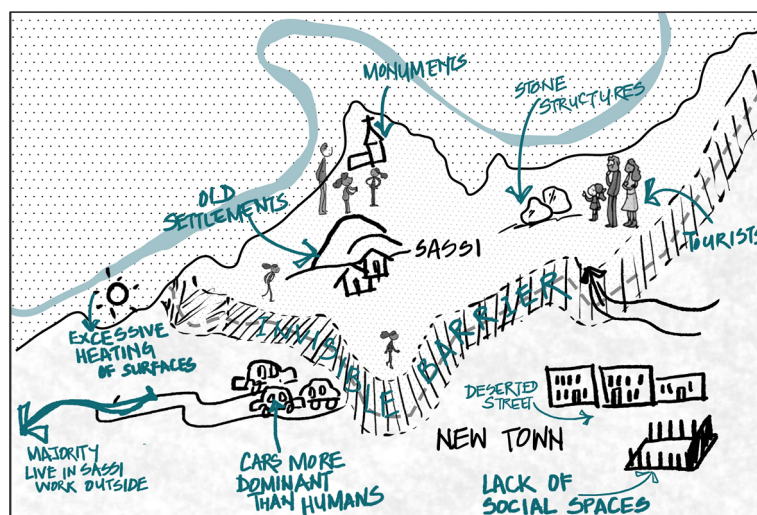 MONUMENTS
STONE
STRUCTURES
OLD
SETTLEMENTS
SASSI
TOURISTS
EXCESSIVE
HEATING
OF SURFACES
INVISIBLE BARRIER
DESERTED
STREET
NEW TOWN
MAJORITY
LIVE IN SASSI
WORK OUTSIDE
CARS MORE
DOMINANT
THAN HUMANS
LACK OF
SOCIAL SPACES